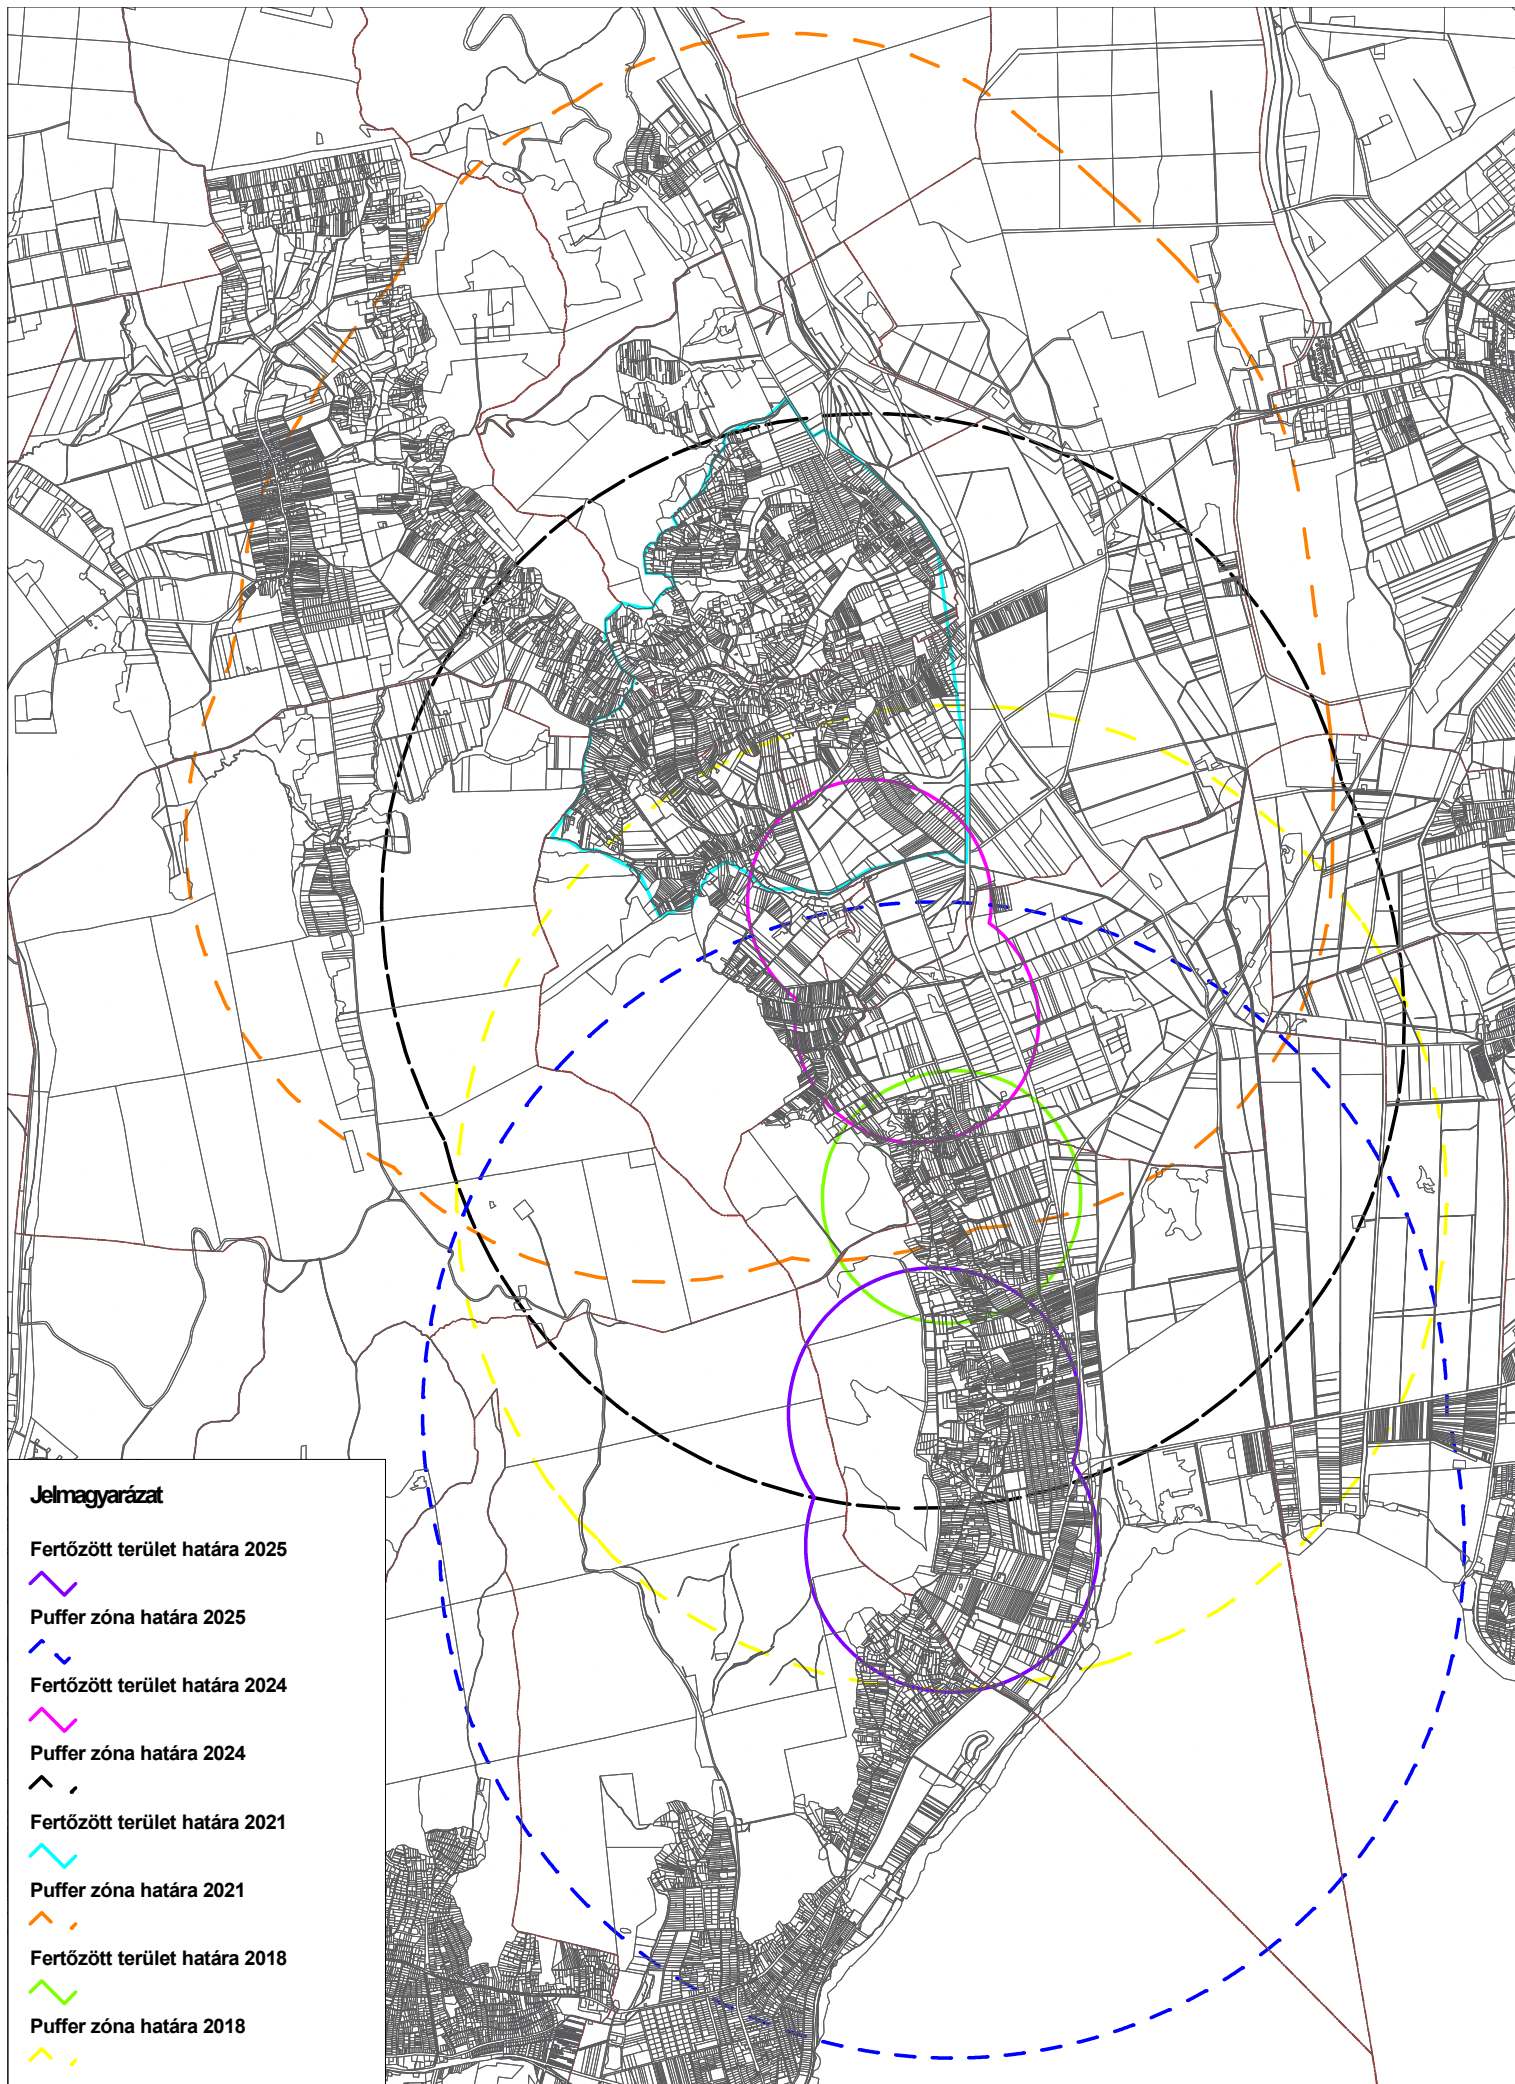 Jelmagyarázat
Fertőzött terület határa 2025
Puffer zóna határa 2025
Fertőzött terület határa 2024
Puffer zóna határa 2024
Fertőzött terület határa 2021
Puffer zóna határa 2021
Fertőzött terület határa 2018
Puffer zóna határa 2018